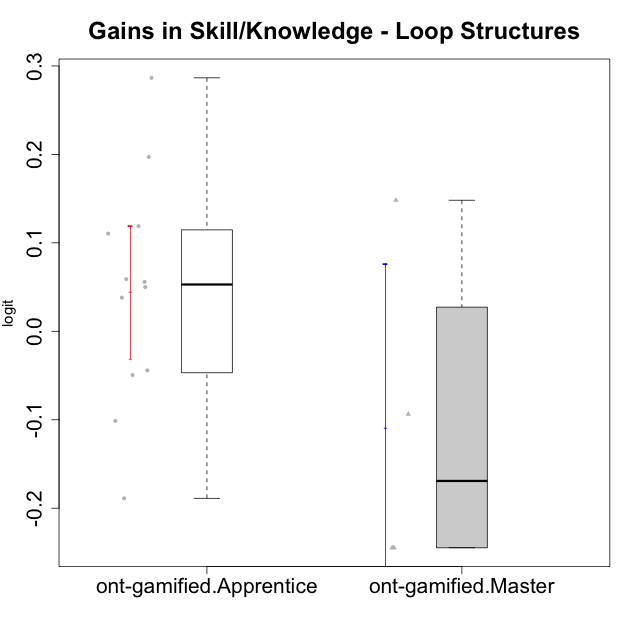 Gains in Skill/Knowledge - Loop Structures
0.3
0.2
0.1
0.0
-0.1
-0.2
logit
ont-gamified.Apprentice
ont-gamified.Master